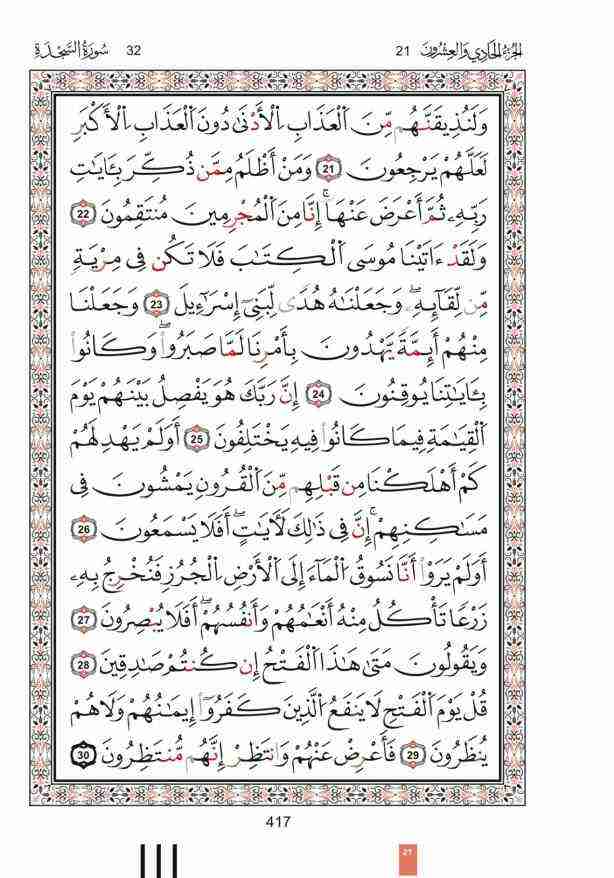 الجزء الحادي والعشرون 21 32 سورة السجدة
وَلَنُذِيقَنَّهُم مِّنَ ٱلْعَذَابِ ٱلْأَدْنَىٰ دُونَ ٱلْعَذَابِ ٱلْأَكْبَرِ
لَعَلَّهُمْ يَرْجِعُونَ 21 وَمَنْ أَظْلَمُ مِمَّن ذُكِّرَ بِـَٔايَـٰتِ
رَبِّهِۦ ثُمَّ أَعْرَضَ عَنْهَآ ۚ إِنَّا مِنَ ٱلْمُجْرِمِينَ مُنتَقِمُونَ 22
وَلَقَدْ ءَاتَيْنَا مُوسَى ٱلْكِتَـٰبَ فَلَا تَكُن فِى مِرْيَةٍ
مِّن لِّقَآئِهِۦ ۖ وَجَعَلْنَـٰهُ هُدًى لِّبَنِىٓ إِسْرَٰٓءِيلَ 23 وَجَعَلْنَا
مِنْهُمْ أَئِمَّةً يَهْدُونَ بِأَمْرِنَا لَمَّا صَبَرُوا۟ ۖ وَكَانُوا۟
بِـَٔايَـٰتِنَا يُوقِنُونَ 24 إِنَّ رَبَّكَ هُوَ يَفْصِلُ بَيْنَهُمْ يَوْمَ
ٱلْقِيَـٰمَةِ فِيمَا كَانُوا۟ فِيهِ يَخْتَلِفُونَ 25 أَوَلَمْ يَهْدِ لَهُمْ
كَمْ أَهْلَكْنَا مِن قَبْلِهِم مِّنَ ٱلْقُرُونِ يَمْشُونَ فِى
مَسَـٰكِنِهِمْ ۚ إِنَّ فِى ذَٰلِكَ لَـَٔايَـٰتٍ ۖ أَفَلَا يَسْمَعُونَ 26
أَوَلَمْ يَرَوْا۟ أَنَّا نَسُوقُ ٱلْمَآءَ إِلَى ٱلْأَرْضِ ٱلْجُرُزِ فَنُخْرِجُ بِهِۦ
زَرْعًا تَأْكُلُ مِنْهُ أَنْعَـٰمُهُمْ وَأَنفُسُهُمْ ۖ أَفَلَا يُبْصِرُونَ 27
وَيَقُولُونَ مَتَىٰ هَـٰذَا ٱلْفَتْحُ إِن كُنتُمْ صَـٰدِقِينَ 28
قُلْ يَوْمَ ٱلْفَتْحِ لَا يَنفَعُ ٱلَّذِينَ كَفَرُوٓا۟ إِيمَـٰنُهُمْ وَلَا هُمْ
يُنظَرُونَ 29 فَأَعْرِضْ عَنْهُمْ وَٱنتَظِرْ إِنَّهُم مُّنتَظِرُونَ 30
417
21